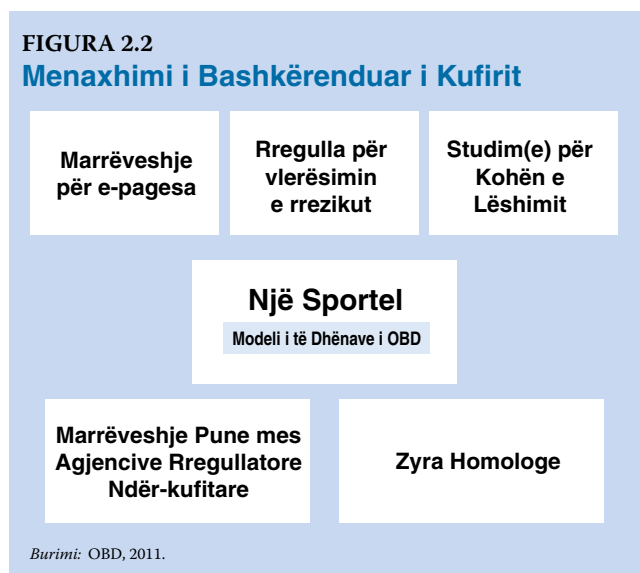 FIGURA 2.2
Menaxhimi i Bashkërenduar i Kufirit
Marrëveshje
për e-pagesa
Rregulla për
vlerësimin
e rrezikut
Studim(e) për
Kohën e
Lëshimit
Një Sportel
Modeli i të Dhënave i OBD
Marrëveshje Pune mes
Agjencive Rregullatore
Ndër-kufitare
Zyra Homologe
Burimi: OBD, 2011.